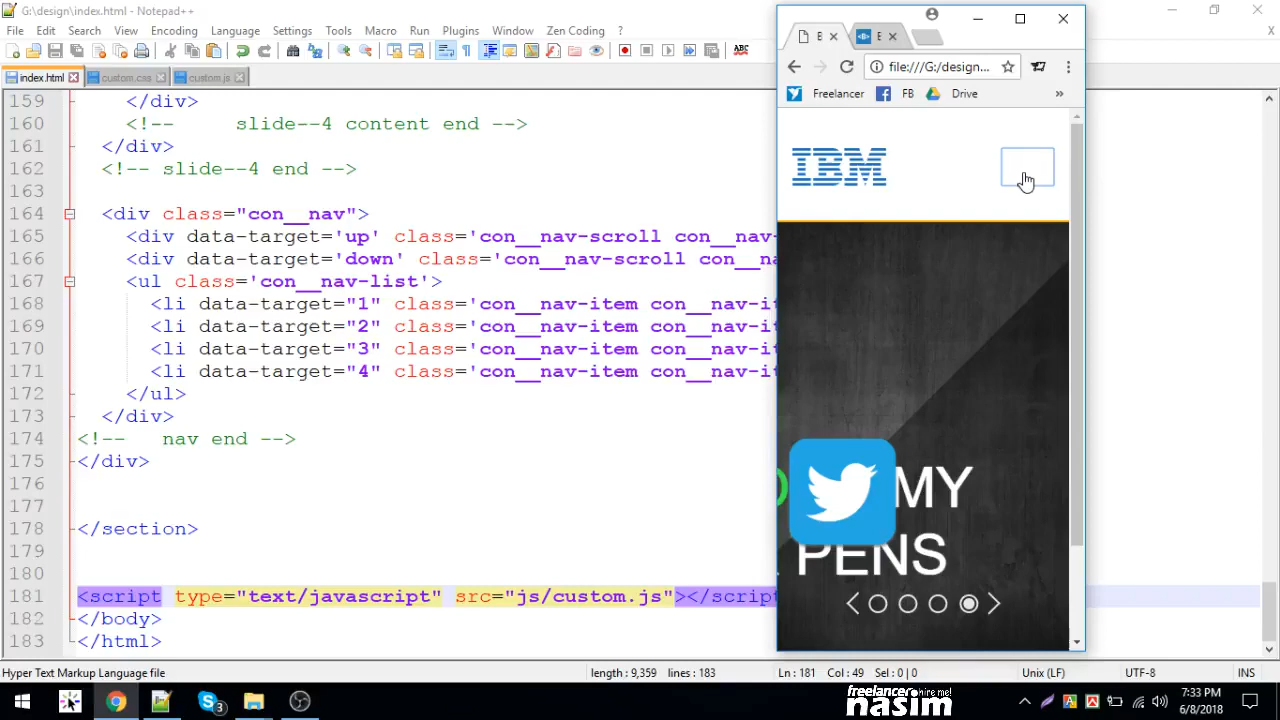 G:\design\index.html - Notepad++
File Edit Search View Encoding Language Settings Tools Macro Run Plugins Window Zen Coding ? X
index.html custom.css custom.js
159 </div>
160 <!-- slide--4 content end -->
161 </div>
162 <!-- slide--4 end -->
163
164 <div class="con__nav">
165 <div data-target='up' class='con__nav-scroll con__nav-
166 <div data-target='down' class='con__nav-scroll con__na
167 <ul class='con__nav-list'>
168 <li data-target="1" class='con__nav-item con__nav-it
169 <li data-target="2" class='con__nav-item con__nav-it
170 <li data-target="3" class='con__nav-item con__nav-it
171 <li data-target="4" class='con__nav-item con__nav-it
172 </ul>
173 </div>
174 <!-- nav end -->
175 </div>
176
177
178 </section>
179
180
181 <script type="text/javascript" src="js/custom.js"></script
182 </body>
183 </html>
E E
file:///G:/design...
Freelancer FB Drive »
IBM
MY
PENS
Hyper Text Markup Language file length : 9,359 lines : 183 Ln : 181 Col : 49 Sel : 0 | 0 Unix (LF) UTF-8 INS
3
freelancer hire me!
nasim
7:33 PM
6/8/2018